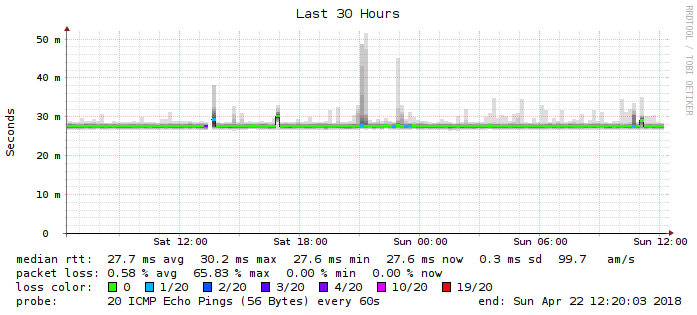 Last 30 Hours
RRDTOOL / TOBI OETIKER
Seconds
50 m
40 m
30 m
20 m
10 m
0
Sat 12:00 Sat 18:00 Sun 00:00 Sun 06:00 Sun 12:00
median rtt: 27.7 ms avg 30.2 ms max 27.6 ms min 27.6 ms now 0.3 ms sd 99.7 am/s
packet loss: 0.58 % avg 65.83 % max 0.00 % min 0.00 % now
loss color: 0 1/20 2/20 3/20 4/20 10/20 19/20
probe: 20 ICMP Echo Pings (56 Bytes) every 60s end: Sun Apr 22 12:20:03 2018